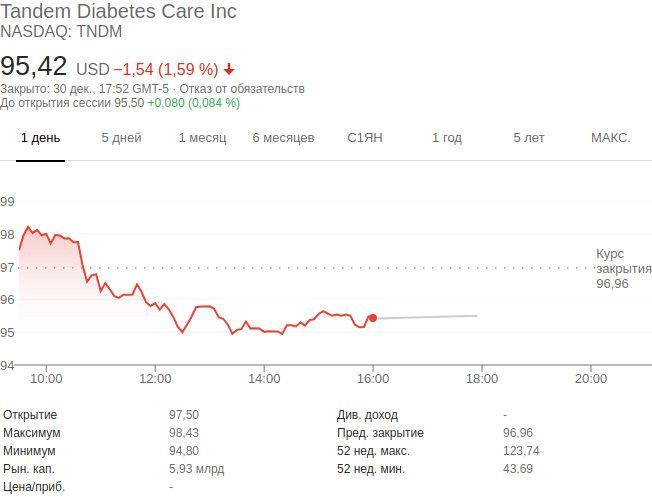 Tandem Diabetes Care Inc
NASDAQ: TNDM
95,42 USD −1,54 (1,59 %)
Закрыто: 30 дек., 17:52 GMT-5 · Отказ от обязательств
До открытия сессии 95,50 +0,080 (0,084 %)
1 день 5 дней 1 месяц 6 месяцев С1ЯН 1 год 5 лет МАКС.
99
98
97
96
95
94
Курс
закрытия
96,96
10:00 12:00 14:00 16:00 18:00 20:00
Открытие 97,50 Див. доход -
Максимум 98,43 Пред. закрытие 96,96
Минимум 94,80 52 нед. макс. 123,74
Рын. кап. 5,93 млрд 52 нед. мин. 43,69
Цена/приб. -